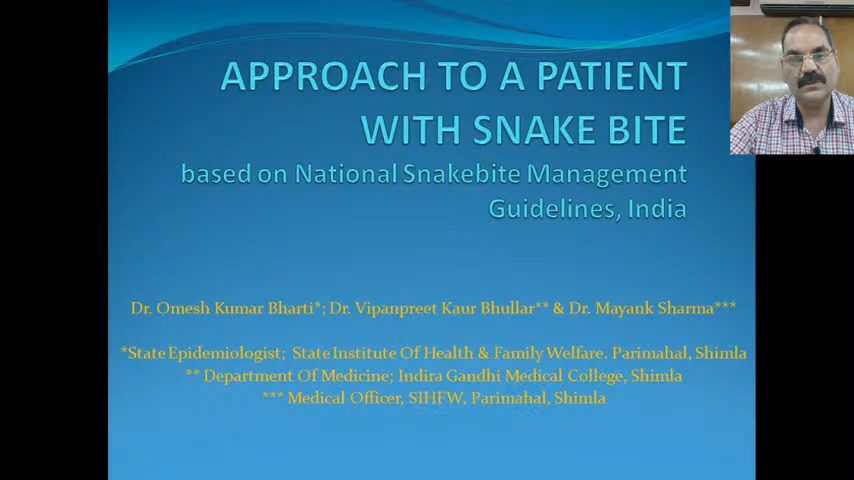 APPROACH TO A PATIENT
WITH SNAKE BITE
based on National Snakebite Management
Guidelines, India
Dr. Omesh Kumar Bharti*; Dr. Vipanpreet Kaur Bhullar** & Dr. Mayank Sharma***
*State Epidemiologist; State Institute Of Health & Family Welfare. Parimahal, Shimla
** Department Of Medicine; Indira Gandhi Medical College, Shimla
*** Medical Officer, SIHFW, Parimahal, Shimla